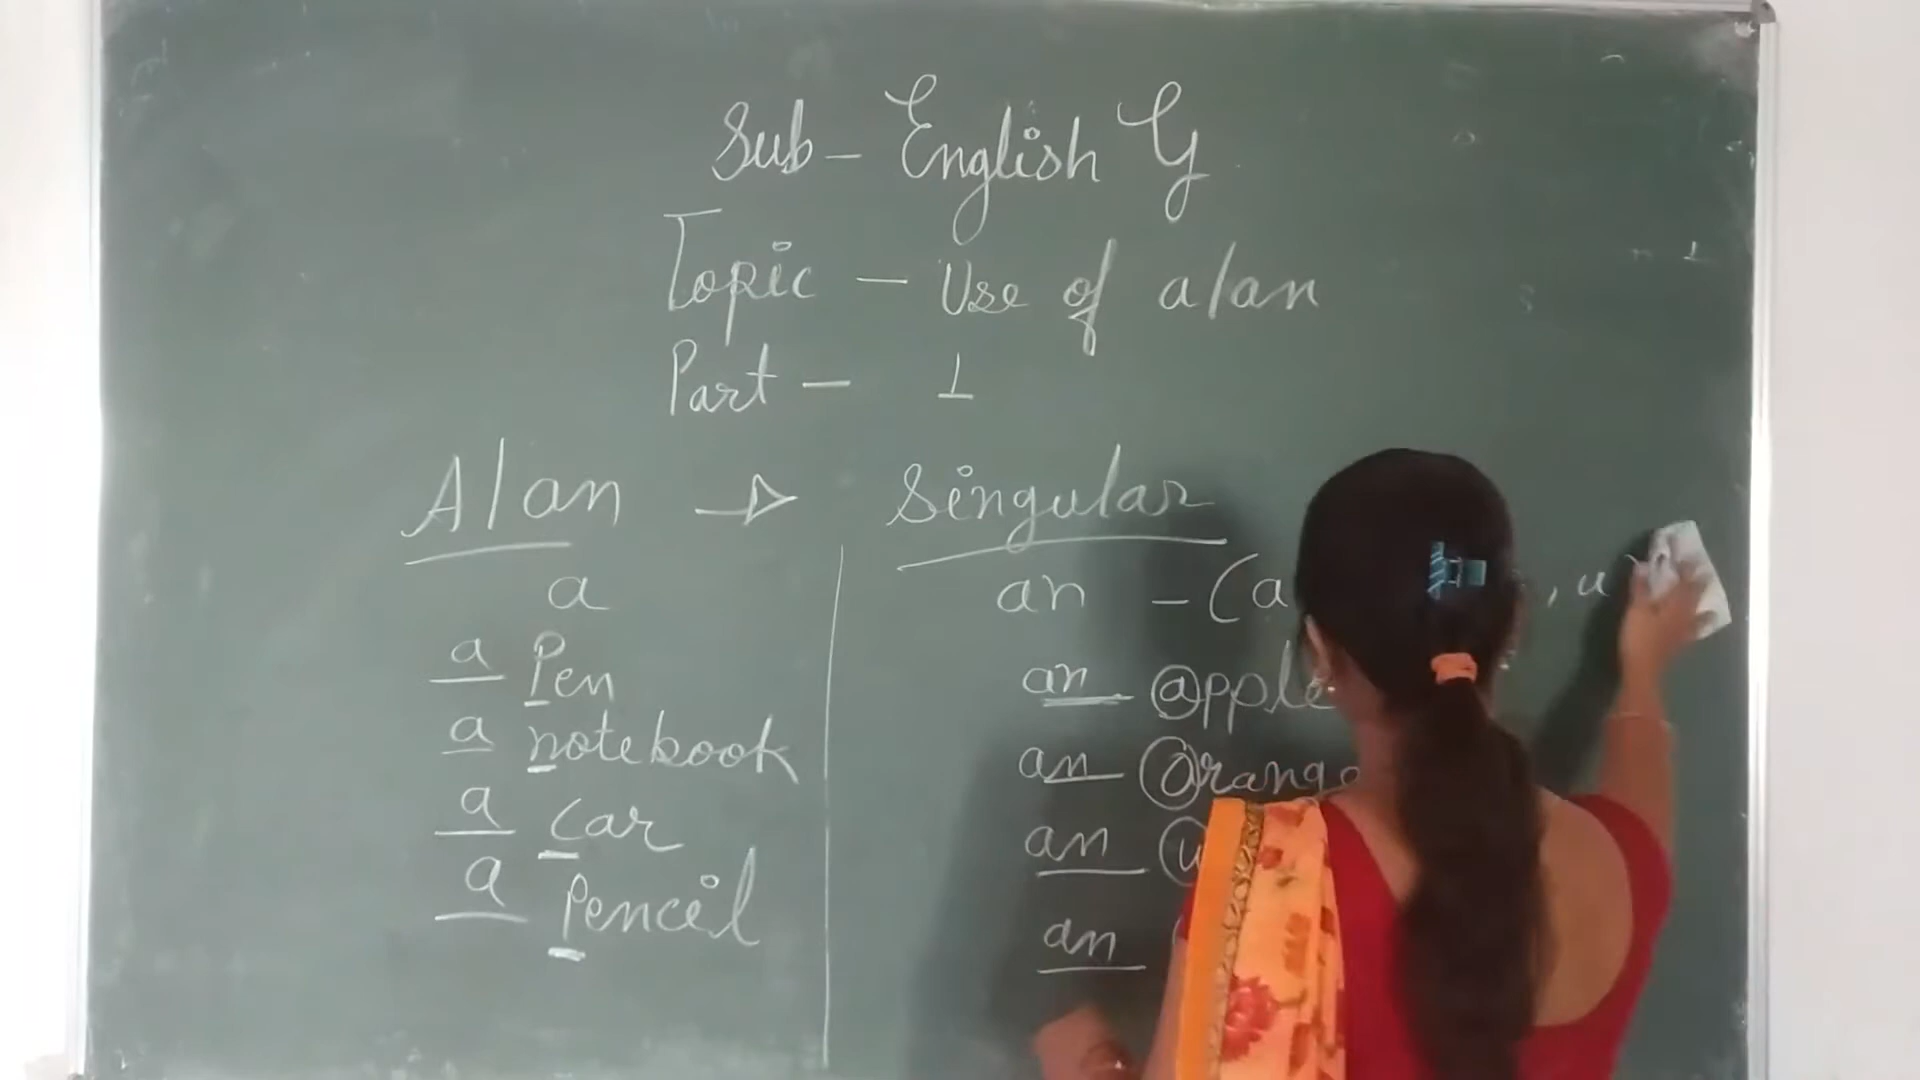 Sub - English G
Topic - Use of a/an
Part - 1
A/an → Singular
a
a Pen
a notebook
a Car
a Pencil
an - (a , u)
an apple
an Orange
an
an